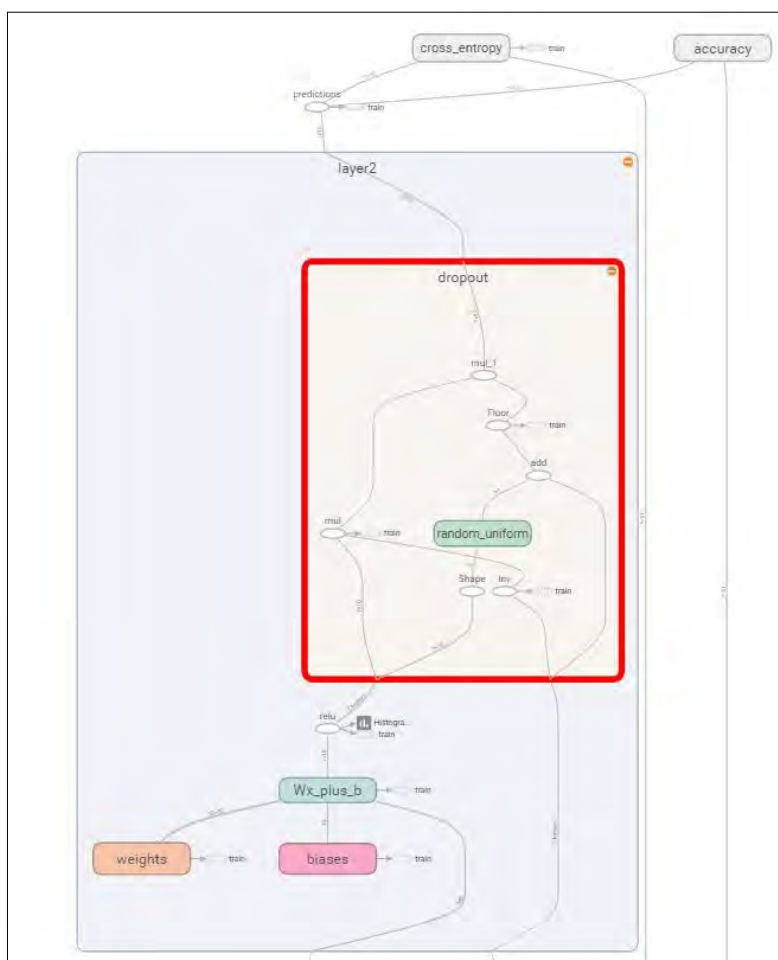 cross_entropy
train
accuracy
predictions
train
layer2
dropout
mul_1
Floor
train
add
mul
train
random_uniform
Shape
Inv
train
relu
Histogra...
train
Wx_plus_b
train
weights
train
biases
train